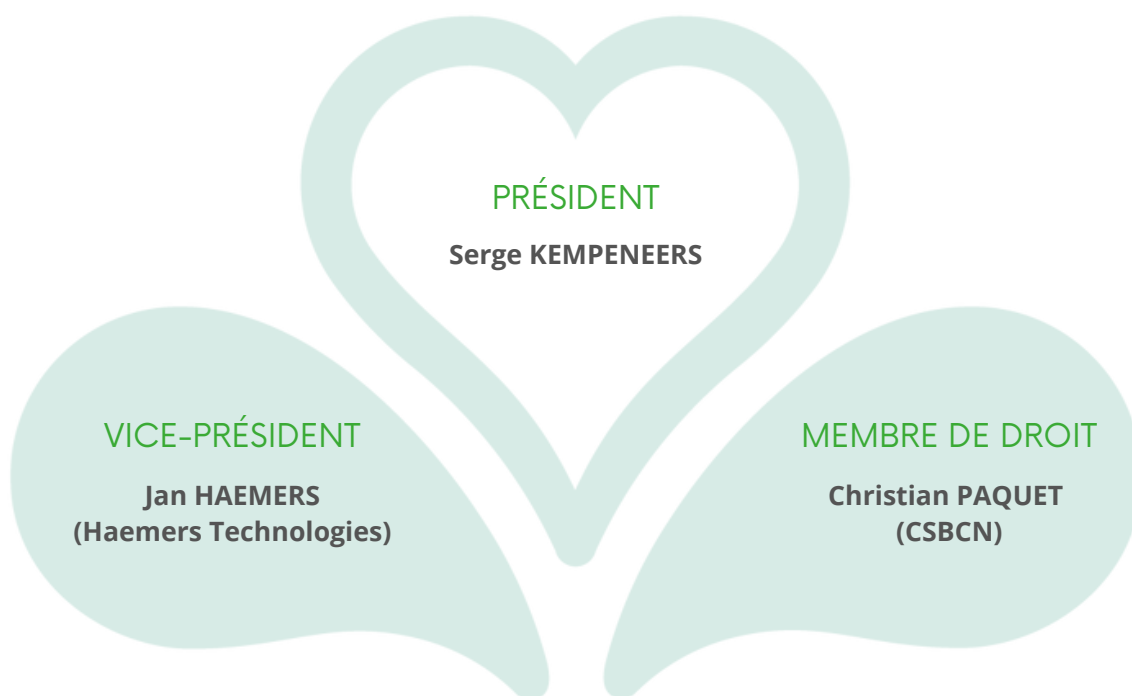 PRÉSIDENT
Serge KEMPENEERS
VICE-PRÉSIDENT
Jan HAEMERS
(Haemers Technologies)
MEMBRE DE DROIT
Christian PAQUET
(CSBCN)